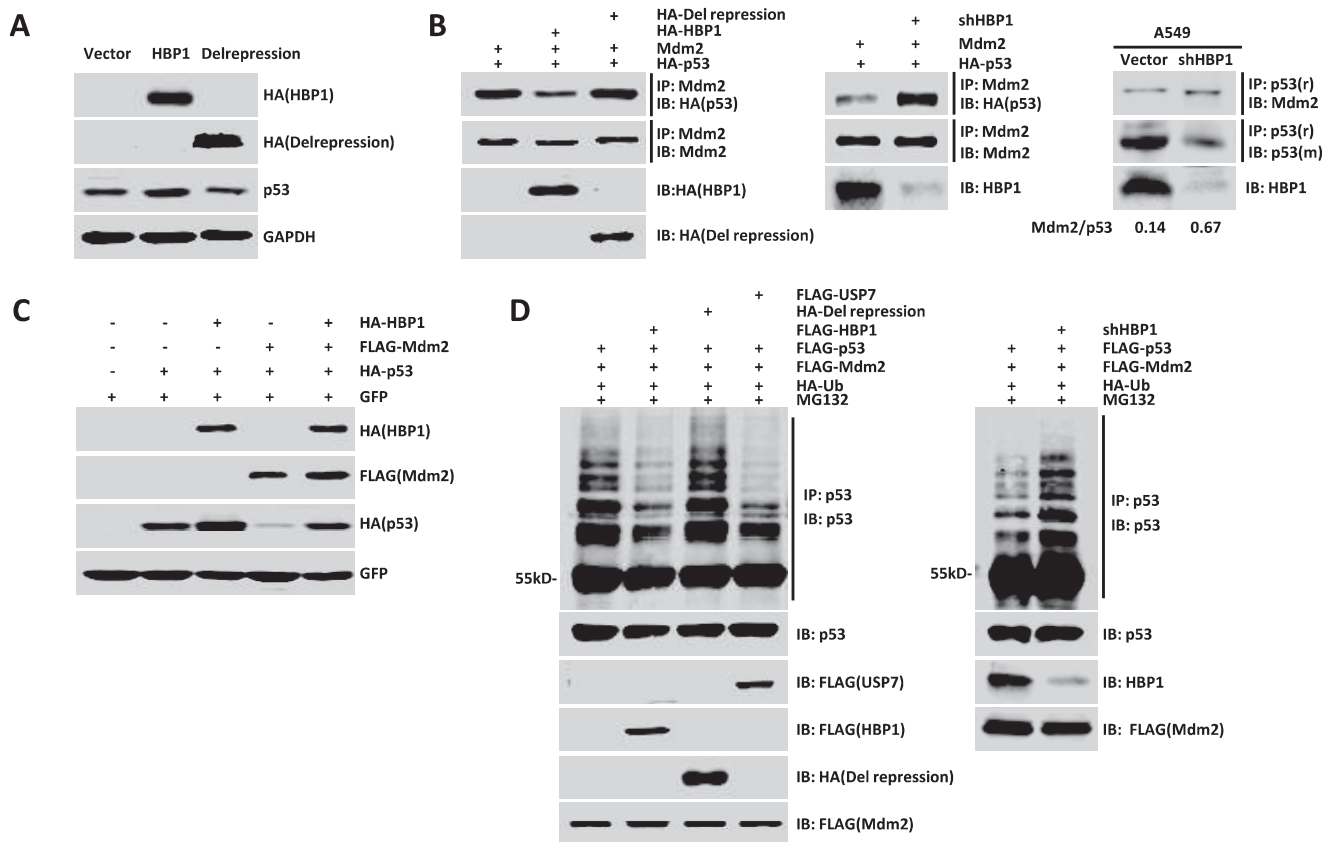 A
Vector HBP1 Delrepression
HA(HBP1)
HA(Delrepression)
p53
GAPDH
B
+ HA-Del repression
+ HA-HBP1
+ + + Mdm2
+ + + HA-p53
IP: Mdm2
IB: HA(p53)
IP: Mdm2
IB: Mdm2
IB:HA(HBP1)
IB: HA(Del repression)
+ shHBP1
+ + Mdm2
+ + HA-p53
IP: Mdm2
IB: HA(p53)
IP: Mdm2
IB: Mdm2
IB: HBP1
A549
Vector shHBP1
IP: p53(r)
IB: Mdm2
IP: p53(r)
IB: p53(m)
IB: HBP1
Mdm2/p53 0.14 0.67
C
- - + - + HA-HBP1
- - - + + FLAG-Mdm2
- + + + + HA-p53
+ + + + + GFP
HA(HBP1)
FLAG(Mdm2)
HA(p53)
GFP
D
+ FLAG-USP7
+ HA-Del repression
+ FLAG-HBP1
+ + + + FLAG-p53
+ + + + FLAG-Mdm2
+ + + + HA-Ub
+ + + + MG132
IP: p53
IB: p53
55kD-
IB: p53
IB: FLAG(USP7)
IB: FLAG(HBP1)
IB: HA(Del repression)
IB: FLAG(Mdm2)
+ shHBP1
+ + FLAG-p53
+ + FLAG-Mdm2
+ + HA-Ub
+ + MG132
IP: p53
IB: p53
55kD-
IB: p53
IB: HBP1
IB: FLAG(Mdm2)